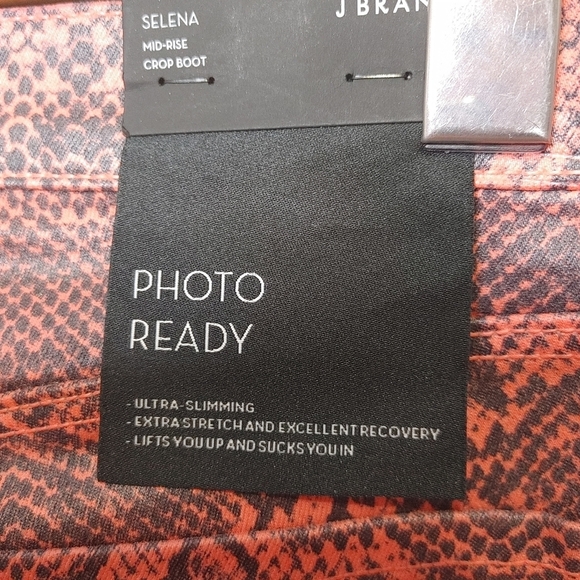 SELENA
J BRAN
MID-RISE
CROP BOOT
PHOTO
READY
- ULTRA-SLIMMING
- EXTRA STRETCH AND EXCELLENT RECOVERY
- LIFTS YOU UP AND SUCKS YOU IN